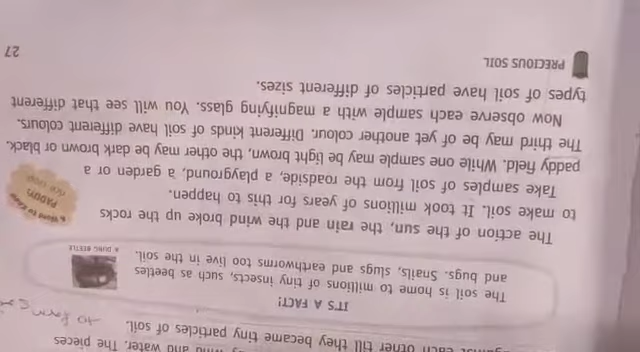 wind and water. The pieces
each other till they became tiny particles of soil.
to form
IT'S A FACT!
The soil is home to millions of tiny insects, such as beetles
and bugs. Snails, slugs and earthworms too live in the soil.
A DUNG BEETLE
The action of the sun, the rain and the wind broke up the rocks
to make soil. It took millions of years for this to happen.
PADDY:
Take samples of soil from the roadside, a playground, a garden or a
paddy field. While one sample may be light brown, the other may be dark brown or black.
The third may be of yet another colour. Different kinds of soil have different colours.
Now observe each sample with a magnifying glass. You will see that different
types of soil have particles of different sizes.
PRECIOUS SOIL
27